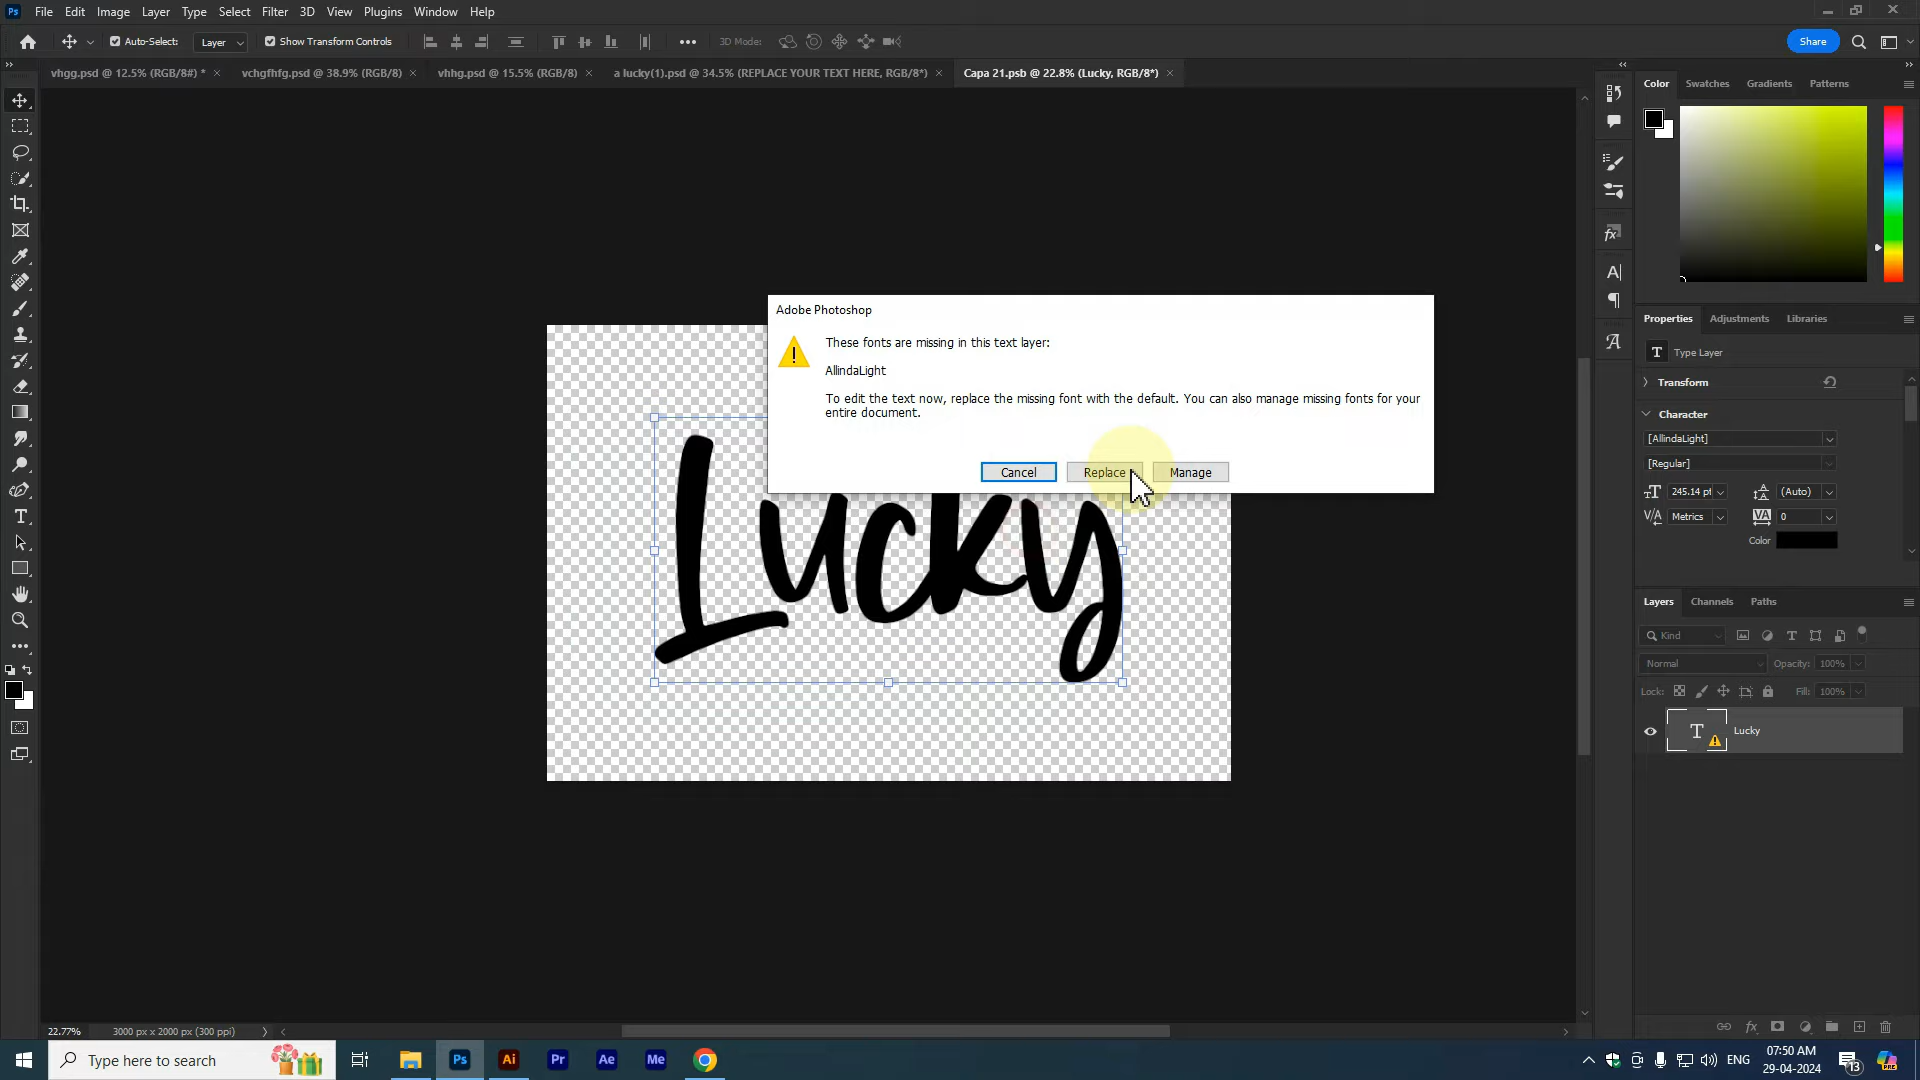 Ps File Edit Image Layer Type Select Filter 3D View Plugins Window Help
Auto-Select: Layer Show Transform Controls 3D Mode: Share
vhgg.psd @ 12.5% (RGB/8#) * × vchgfhfg.psd @ 38.9% (RGB/8) × vhhg.psd @ 15.5% (RGB/8) × a lucky(1).psd @ 34.5% (REPLACE YOUR TEXT HERE, RGB/8*) × Capa 21.psb @ 22.8% (Lucky, RGB/8*) ×
Color Swatches Gradients Patterns
Adobe Photoshop
These fonts are missing in this text layer:
AllindaLight
To edit the text now, replace the missing font with the default. You can also manage missing fonts for your
entire document.
Cancel Replace Manage
Lucky
Properties Adjustments Libraries
T Type Layer
Transform
Character
[AllindaLight]
[Regular]
245.14 pt (Auto)
Metrics 0
Color
Layers Channels Paths
Kind
Normal Opacity: 100%
Lock: Fill: 100%
T Lucky
22.77% 3000 px x 2000 px (300 ppi)
Type here to search Ps Ai Pr Ae Me ENG 07:50 AM
29-04-2024 13